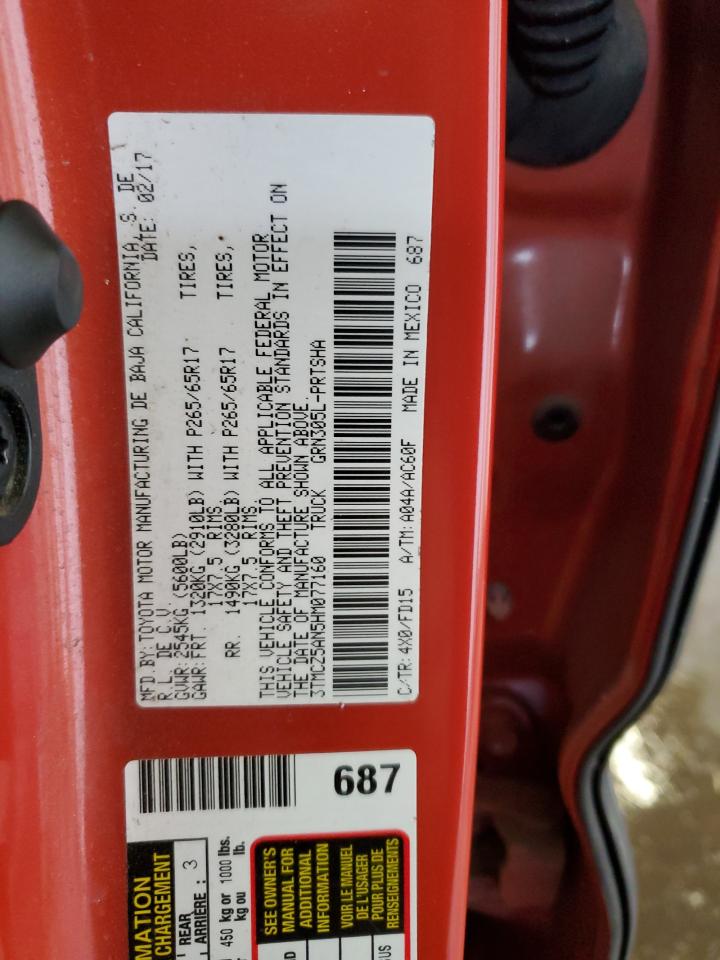 MFD.BY:TOYOTA MOTOR MANUFACTURING DE BAJA CALIFORNIA, S. DE
R.L. DE C.V. DATE: 02/17
GVWR:2545KG(5600LB)
GAWR:FRT. 1320KG(2910LB) WITH P265/65R17 TIRES,
17X7.5 RIMS
RR. 1490KG(3280LB) WITH P265/65R17 TIRES,
17X7.5 RIMS
THIS VEHICLE CONFORMS TO ALL APPLICABLE FEDERAL MOTOR
VEHICLE SAFETY AND THEFT PREVENTION STANDARDS IN EFFECT ON
THE DATE OF MANUFACTURE SHOWN ABOVE.
3TMCZ5AN5HM077160 TRUCK GRN305L-PRTSHA
C/TR:4X0/FD15 A/TM:A04A/AC60F MADE IN MEXICO 687
687
MATION
CHARGEMENT
REAR
ARRIÈRE : 3
450 kg or 1000 lbs.
kg ou lb.
SEE OWNER'S
MANUAL FOR
ADDITIONAL
INFORMATION
VOIR LE MANUEL
DE L'USAGER
POUR PLUS DE
RENSEIGNEMENTS